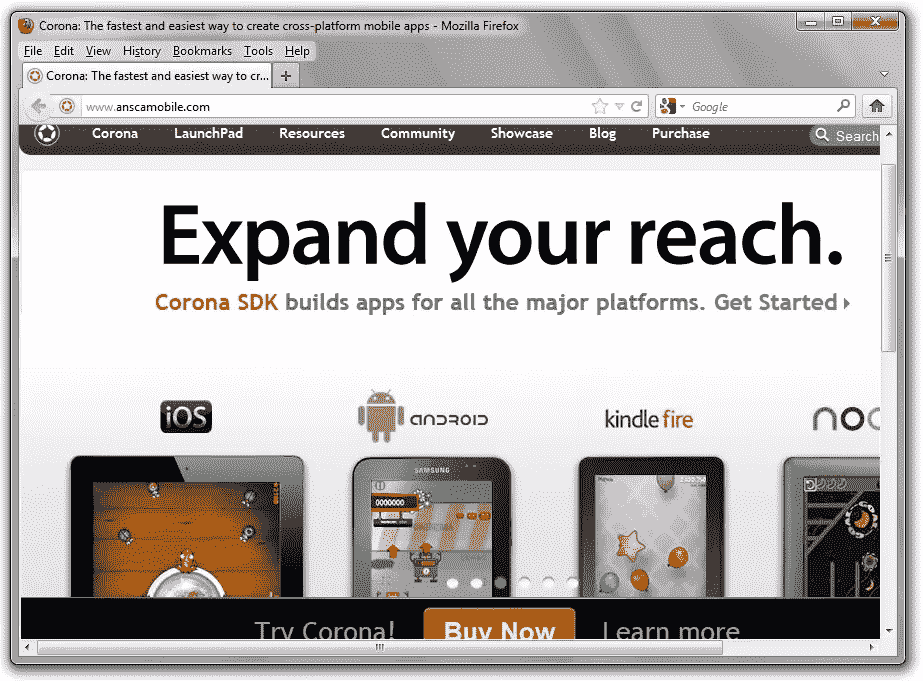 Corona: The fastest and easiest way to create cross-platform mobile apps - Mozilla Firefox
File Edit View History Bookmarks Tools Help
Corona: The fastest and easiest way to cr...
www.anscamobile.com
Google
Corona LaunchPad Resources Community Showcase Blog Purchase Search
Expand your reach.
Corona SDK builds apps for all the major platforms. Get Started
iOS
android
kindle fire
noo
SAMSUNG
0000000
Try Corona! Buy Now Learn more